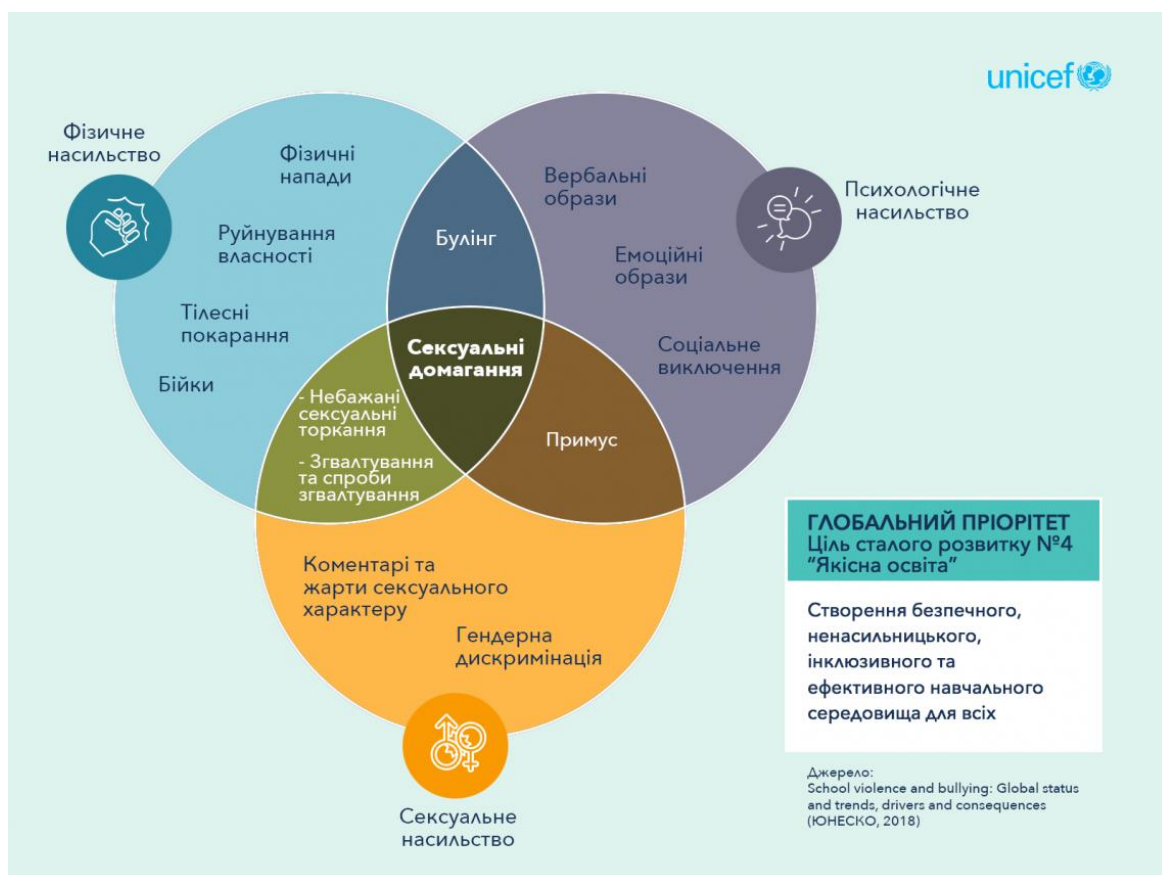 unicef
Фізичне
насильство
Фізичні
напади
Руйнування
власності
Тілесні
покарання
Бійки
Булінг
Вербальні
образи
Емоційні
образи
Соціальне
виключення
Психологічне
насильство
Сексуальні
домагання
- Небажані
сексуальні
торкання
- Згвалтування
та спроби
згвалтування
Примус
Коментарі та
жарти сексуального
характеру
Гендерна
дискримінація
Сексуальне
насильство
ГЛОБАЛЬНИЙ ПРІОРІТЕТ
Ціль сталого розвитку №4
“Якісна освіта”
Створення безпечного,
ненасильницького,
інклюзивного та
ефективного навчального
середовища для всіх
Джерело:
School violence and bullying: Global status
and trends, drivers and consequences
(ЮНЕСКО, 2018)